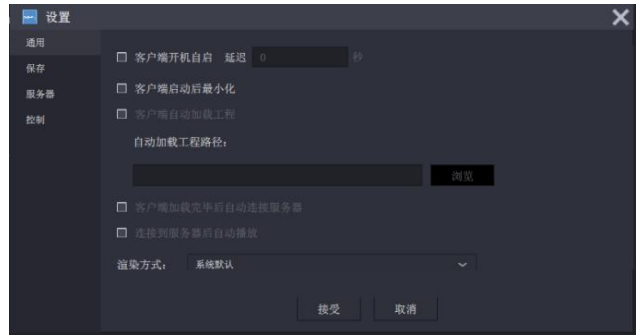 设置
通用
保存
服务器
控制
客户端开机自启 延迟 0 秒
客户端启动后最小化
客户端自动加载工程
自动加载工程路径：
浏览
客户端加载完毕后自动连接服务器
连接到服务器后自动播放
渲染方式： 系统默认
接受 取消